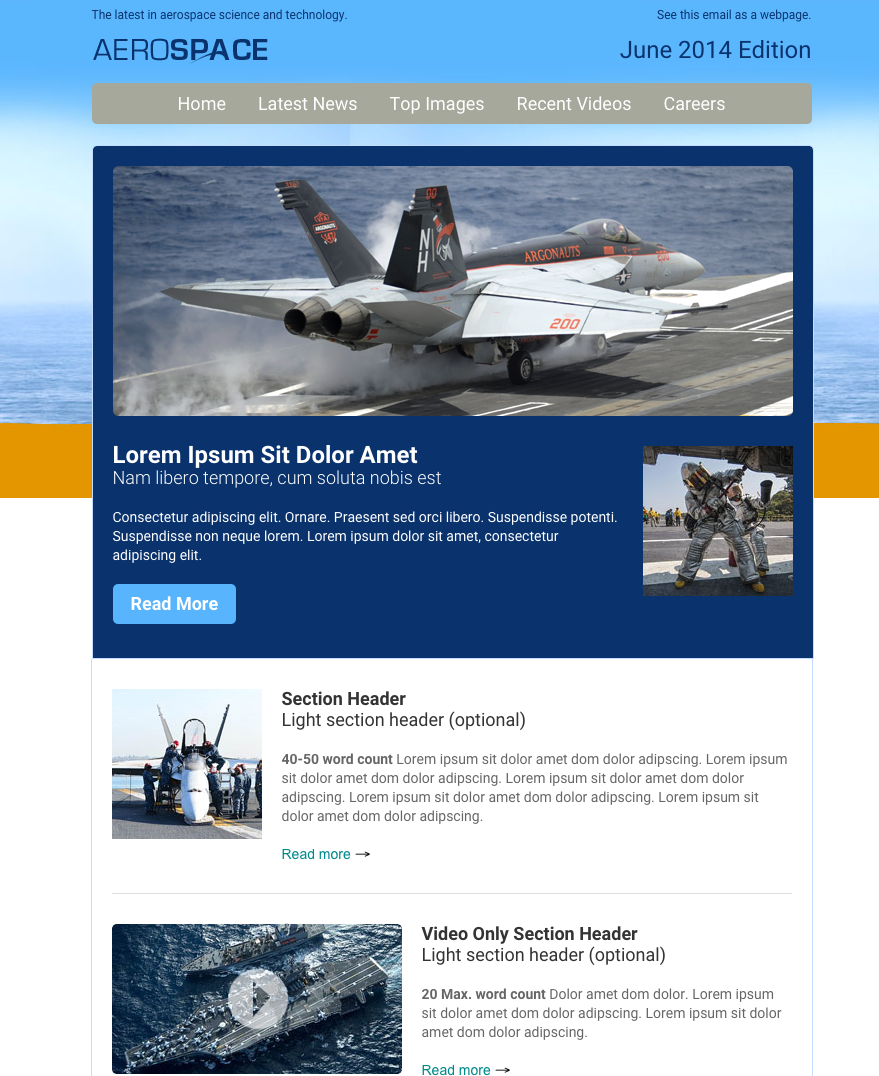 The latest in aerospace science and technology.
See this email as a webpage.
AEROSPACE
June 2014 Edition
Home Latest News Top Images Recent Videos Careers
00
ARGONAUTS
NH
ARGONAUTS
200
200
Lorem Ipsum Sit Dolor Amet
Nam libero tempore, cum soluta nobis est
Consectetur adipiscing elit. Ornare. Praesent sed orci libero. Suspendisse potenti.
Suspendisse non neque lorem. Lorem ipsum dolor sit amet, consectetur
adipiscing elit.
Read More
Section Header
Light section header (optional)
40-50 word count Lorem ipsum sit dolor amet dom dolor adipscing. Lorem ipsum
sit dolor amet dom dolor adipscing. Lorem ipsum sit dolor amet dom dolor
adipscing. Lorem ipsum sit dolor amet dom dolor adipscing. Lorem ipsum sit
dolor amet dom dolor adipscing.
Read more →
Video Only Section Header
Light section header (optional)
20 Max. word count Dolor amet dom dolor. Lorem ipsum
sit dolor amet dom dolor adipscing. Lorem ipsum sit dolor
amet dom dolor adipscing.
Read more →